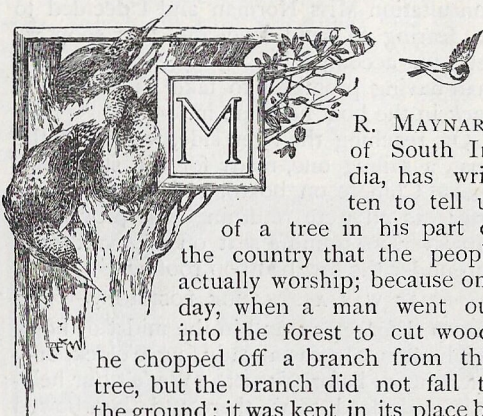 M
R. MAYNAR
of South In
dia, has wri
ten to tell u
of a tree in his part
the country that the peop
actually worship; because on
day, when a man went ou
into the forest to cut wood
he chopped off a branch from th
tree, but the branch did not fall t
the ground; it was kept in its place b